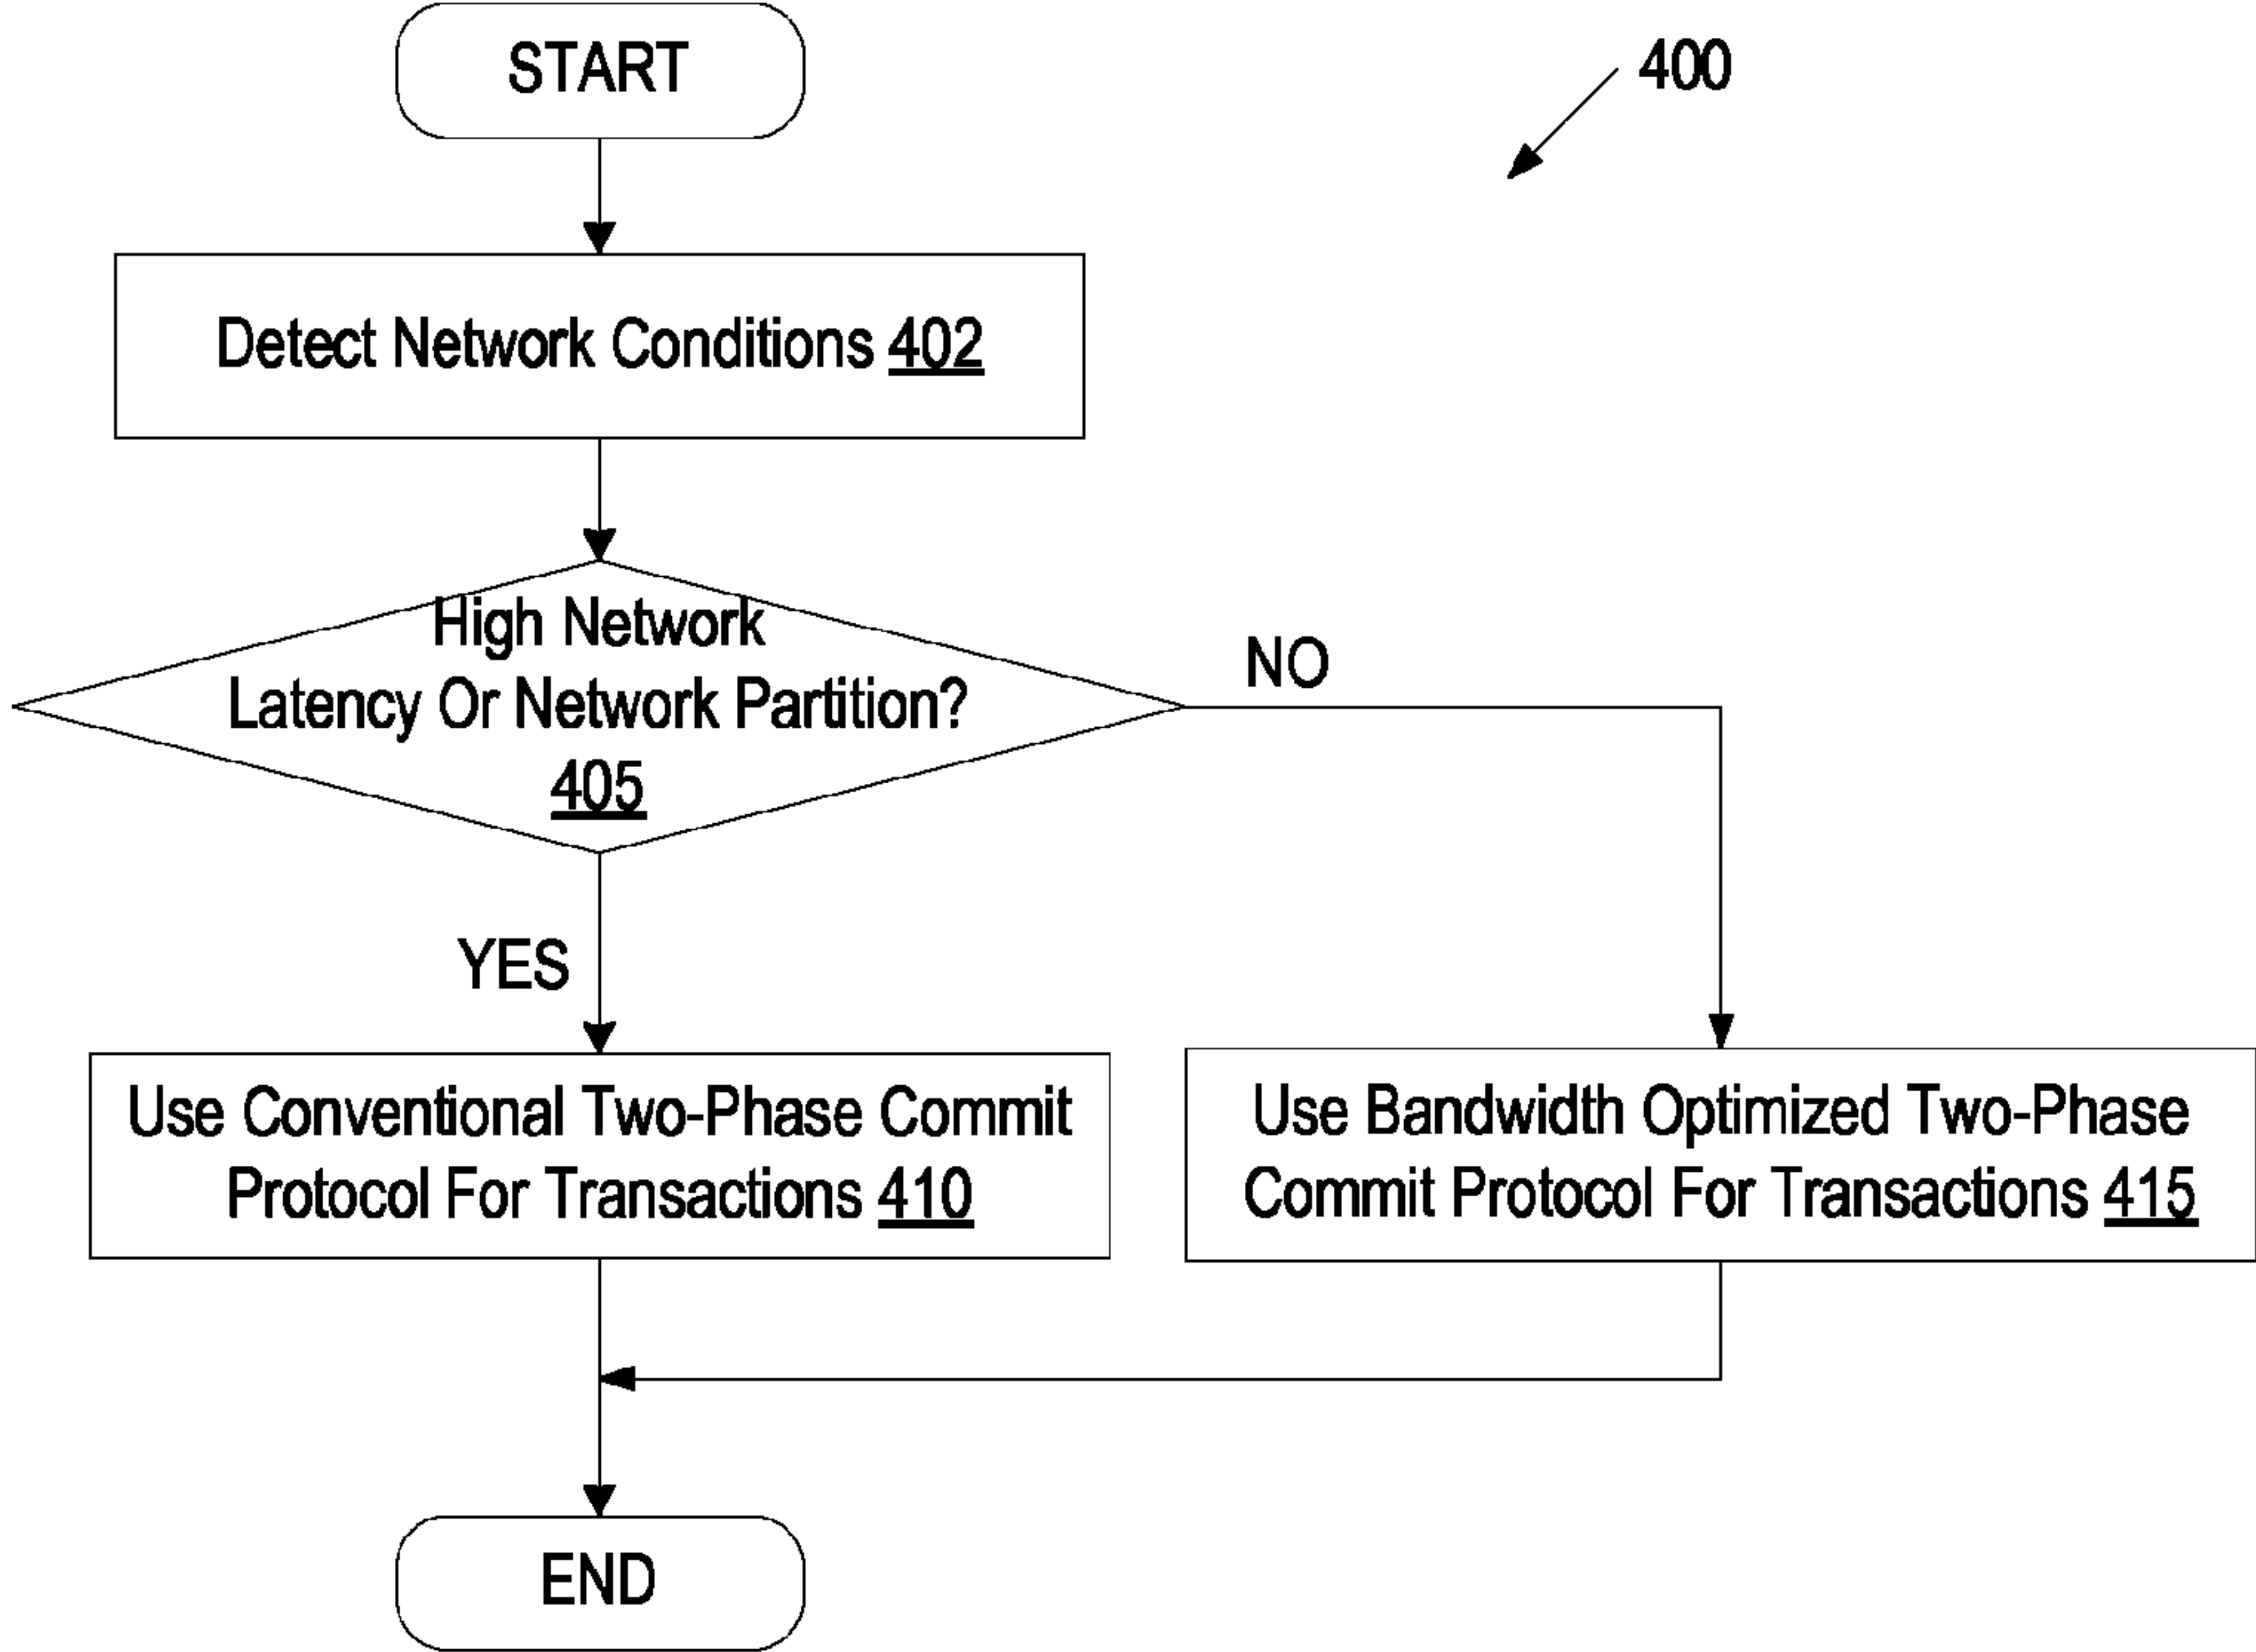 START
400
Detect Network Conditions 402
High Network
Latency Or Network Partition?
405
NO
YES
Use Conventional Two-Phase Commit
Protocol For Transactions 410
Use Bandwidth Optimized Two-Phase
Commit Protocol For Transactions 415
END